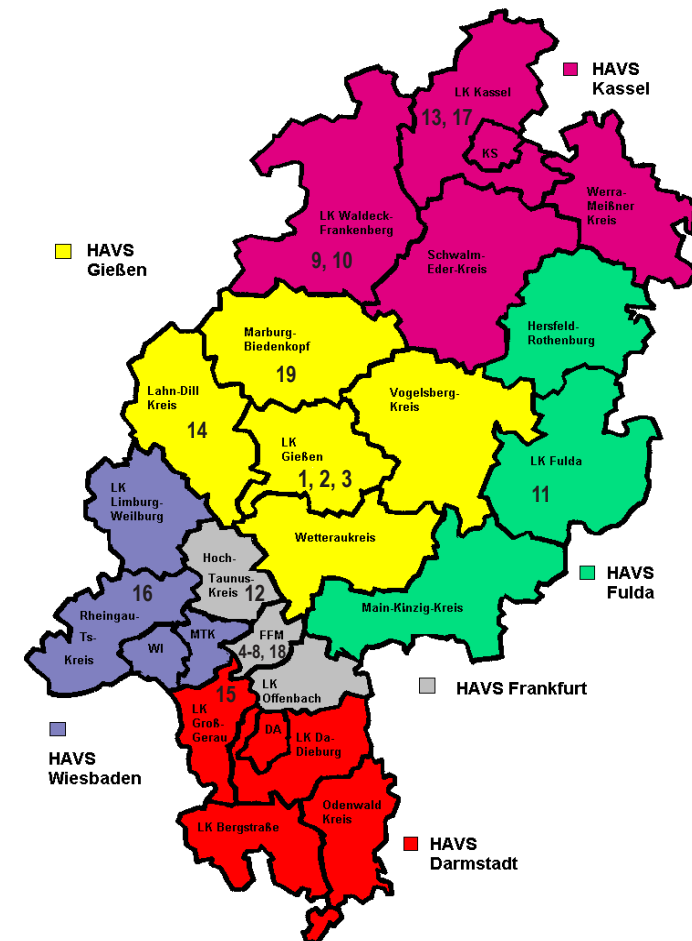 HAVS
Kassel
LK Kassel
13, 17
KS
Werra-
Meißner
Kreis
LK Waldeck-
Frankenberg
9, 10
Schwalm-
Eder-Kreis
HAVS
Gießen
Hersfeld-
Rothenburg
Marburg-
Biedenkopf
19
Lahn-Dill
Kreis
14
Vogelsberg-
Kreis
LK
Gießen
1, 2, 3
LK Fulda
11
LK
Limburg-
Weilburg
Wetteraukreis
Hoch-
Taunus-
Kreis
12
HAVS
Fulda
16
Rheingau-
Ts-
Kreis
WI
MTK
FFM
4-8, 18
Main-Kinzig-Kreis
LK
Offenbach
HAVS Frankfurt
15
LK
Groß-
Gerau
DA
LK Da-
Dieburg
HAVS
Wiesbaden
Odenwald
Kreis
LK Bergstraße
HAVS
Darmstadt